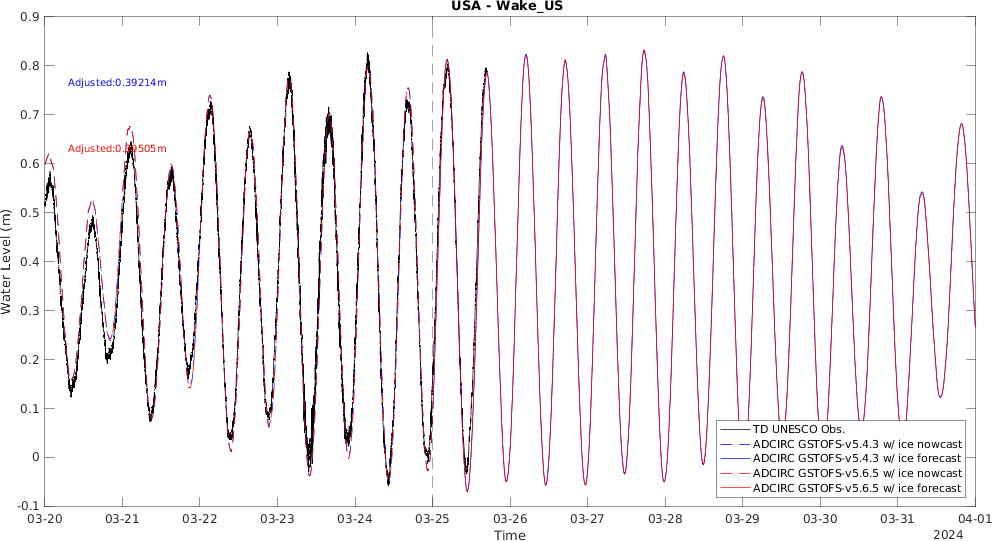 USA - Wake_US
0.9
0.8
0.7
0.6
0.5
0.4
0.3
0.2
0.1
0
-0.1
Water Level (m)
Adjusted:0.39214m
TD UNESCO Obs.
ADCIRC GSTOFS-v5.4.3 w/ ice nowcast
ADCIRC GSTOFS-v5.4.3 w/ ice forecast
ADCIRC GSTOFS-v5.6.5 w/ ice nowcast
ADCIRC GSTOFS-v5.6.5 w/ ice forecast
03-20 03-21 03-22 03-23 03-24 03-25 03-26 03-27 03-28 03-29 03-30 03-31 04-01
Time
2024